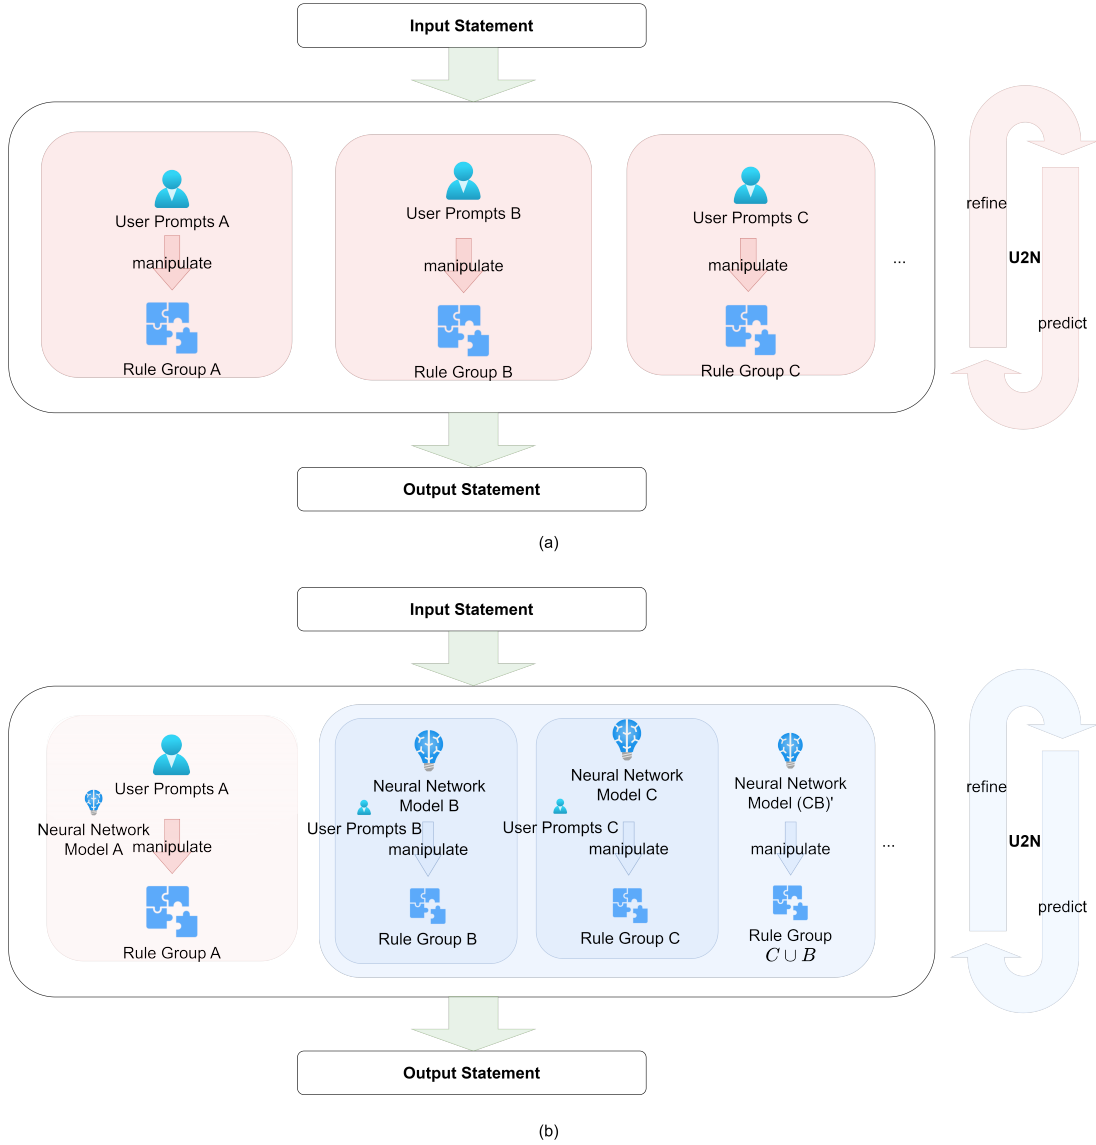 Input Statement
User Prompts A
manipulate
Rule Group A
User Prompts B
manipulate
Rule Group B
User Prompts C
manipulate
Rule Group C
...
refine
U2N
predict
Output Statement
(a)
Input Statement
User Prompts A
Neural Network
Model A
manipulate
Rule Group A
Neural Network
Model B
User Prompts B
manipulate
Rule Group B
Neural Network
Model C
User Prompts C
manipulate
Rule Group C
Neural Network
Model (CB)'
manipulate
Rule Group
C ∪ B
...
refine
U2N
predict
Output Statement
(b)